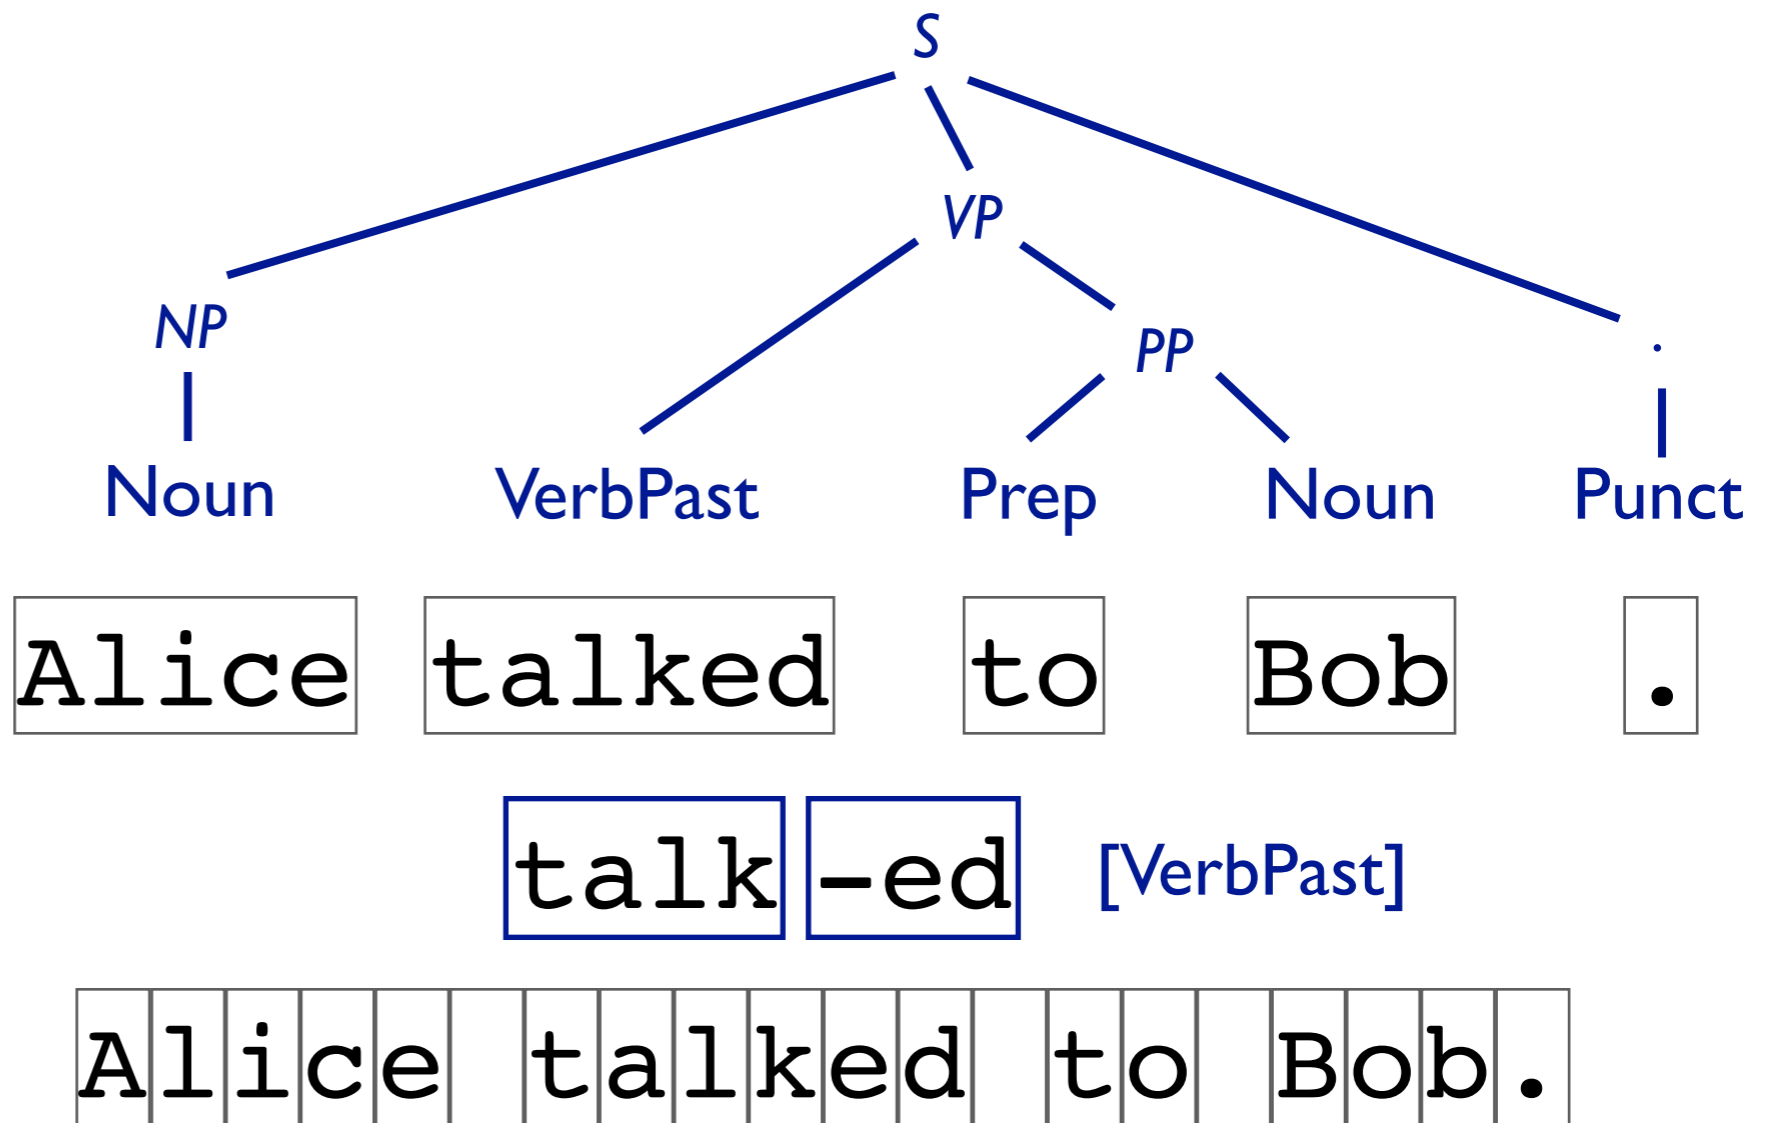 S
VP
NP
PP .
Noun VerbPast Prep Noun Punct
Alice talked to Bob .
talk -ed [VerbPast]
Alice talked to Bob.